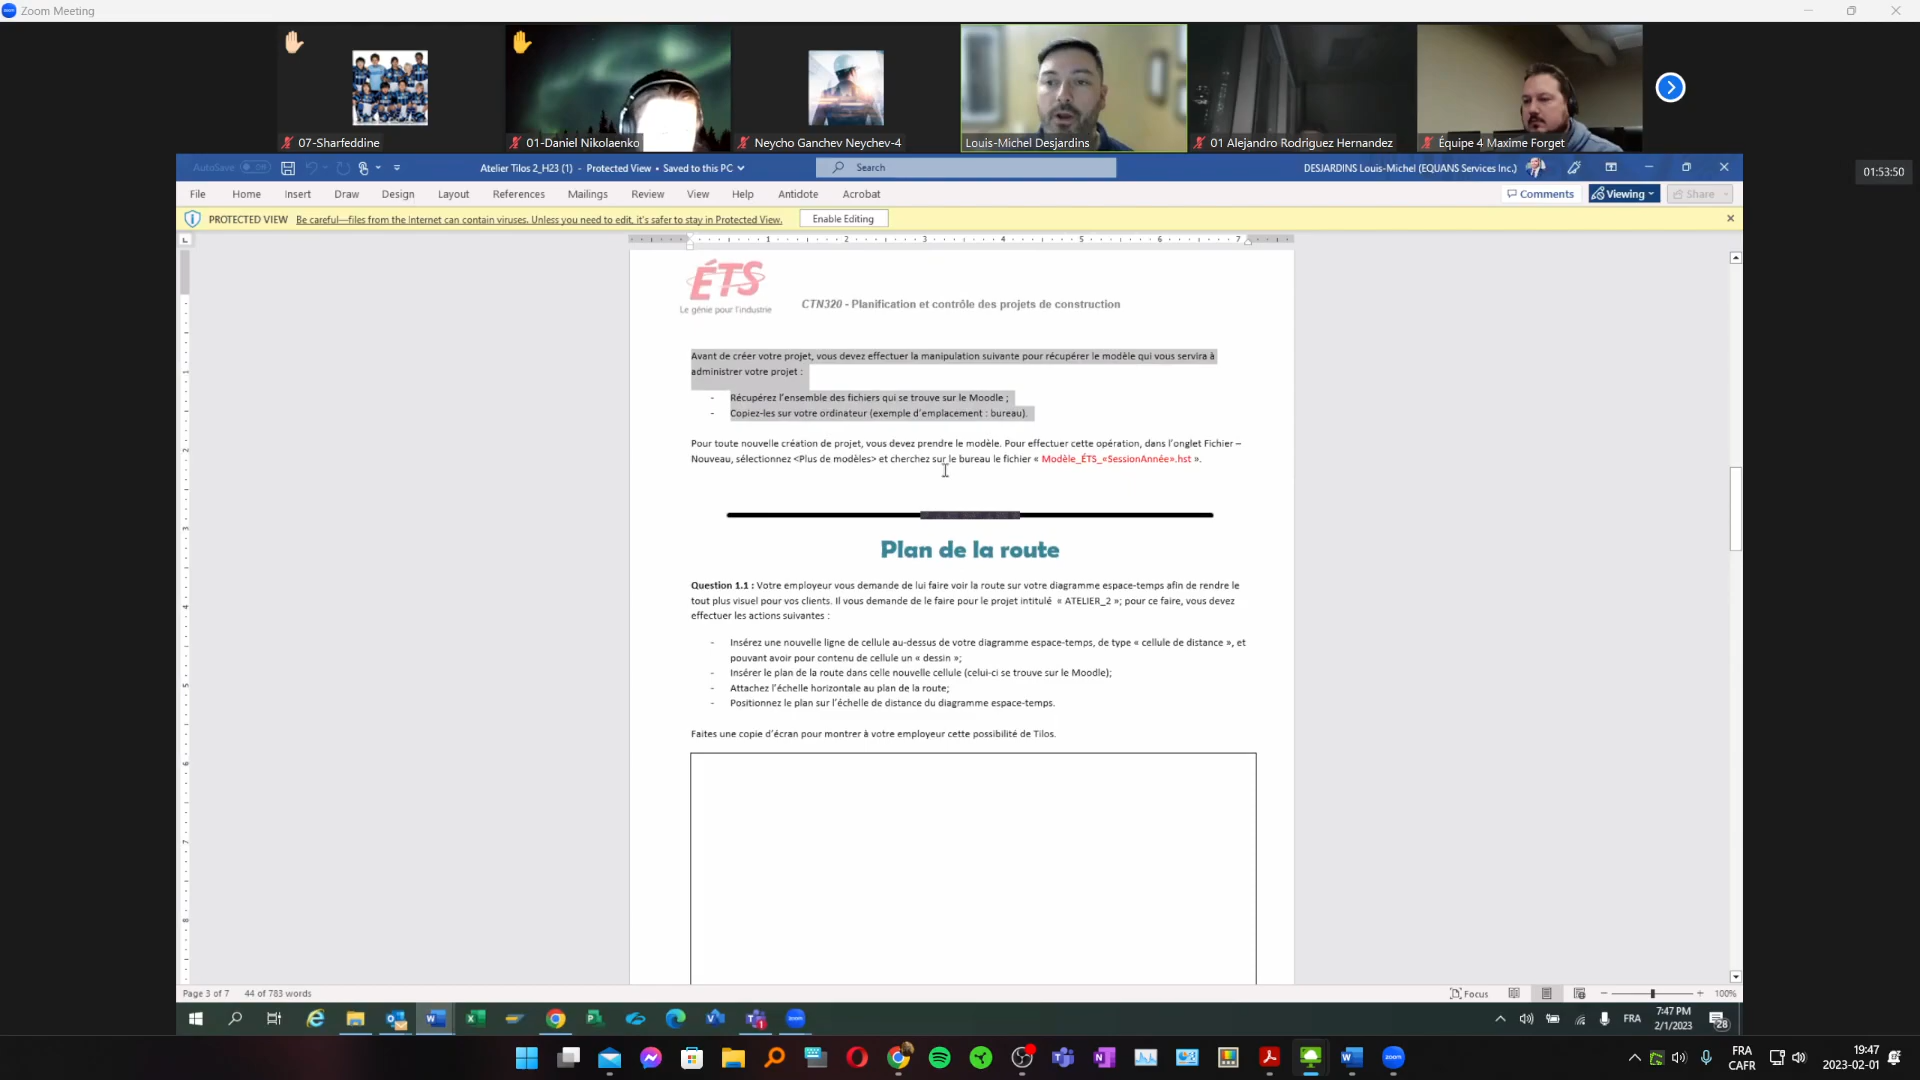 Zoom Meeting
07-Sharfeddine
01-Daniel Nikolaenko
Neycho Ganchev Neychev-4
Louis-Michel Desjardins
01 Alejandro Rodriguez Hernandez
Équipe 4 Maxime Forget
01:53:50
AutoSave Off
Atelier Tilos 2_H23 (1) - Protected View • Saved to this PC
Search
DESJARDINS Louis-Michel (EQUANS Services Inc.)
File Home Insert Draw Design Layout References Mailings Review View Help Antidote Acrobat
Comments Viewing Share
PROTECTED VIEW Be careful—files from the Internet can contain viruses. Unless you need to edit, it's safer to stay in Protected View. Enable Editing
1 2 3 4 5 6 7
ÉTS
Le génie pour l'industrie
CTN320 - Planification et contrôle des projets de construction
Avant de créer votre projet, vous devez effectuer la manipulation suivante pour récupérer le modèle qui vous servira à
administrer votre projet :
- Récupérez l'ensemble des fichiers qui se trouve sur le Moodle ;
- Copiez-les sur votre ordinateur (exemple d'emplacement : bureau).
Pour toute nouvelle création de projet, vous devez prendre le modèle. Pour effectuer cette opération, dans l'onglet Fichier –
Nouveau, sélectionnez <Plus de modèles> et cherchez sur le bureau le fichier « Modèle_ÉTS_«SessionAnnée».hst ».
Plan de la route
Question 1.1 : Votre employeur vous demande de lui faire voir la route sur votre diagramme espace-temps afin de rendre le
tout plus visuel pour vos clients. Il vous demande de le faire pour le projet intitulé « ATELIER_2 »; pour ce faire, vous devez
effectuer les actions suivantes :
- Insérez une nouvelle ligne de cellule au-dessus de votre diagramme espace-temps, de type « cellule de distance », et
pouvant avoir pour contenu de cellule un « dessin »;
- Insérer le plan de la route dans celle nouvelle cellule (celui-ci se trouve sur le Moodle);
- Attachez l'échelle horizontale au plan de la route;
- Positionnez le plan sur l'échelle de distance du diagramme espace-temps.
Faites une copie d'écran pour montrer à votre employeur cette possibilité de Tilos.
Page 3 of 7 44 of 783 words
Focus
100%
FRA
7:47 PM
2/1/2023
28
FRA
CAFR
19:47
2023-02-01